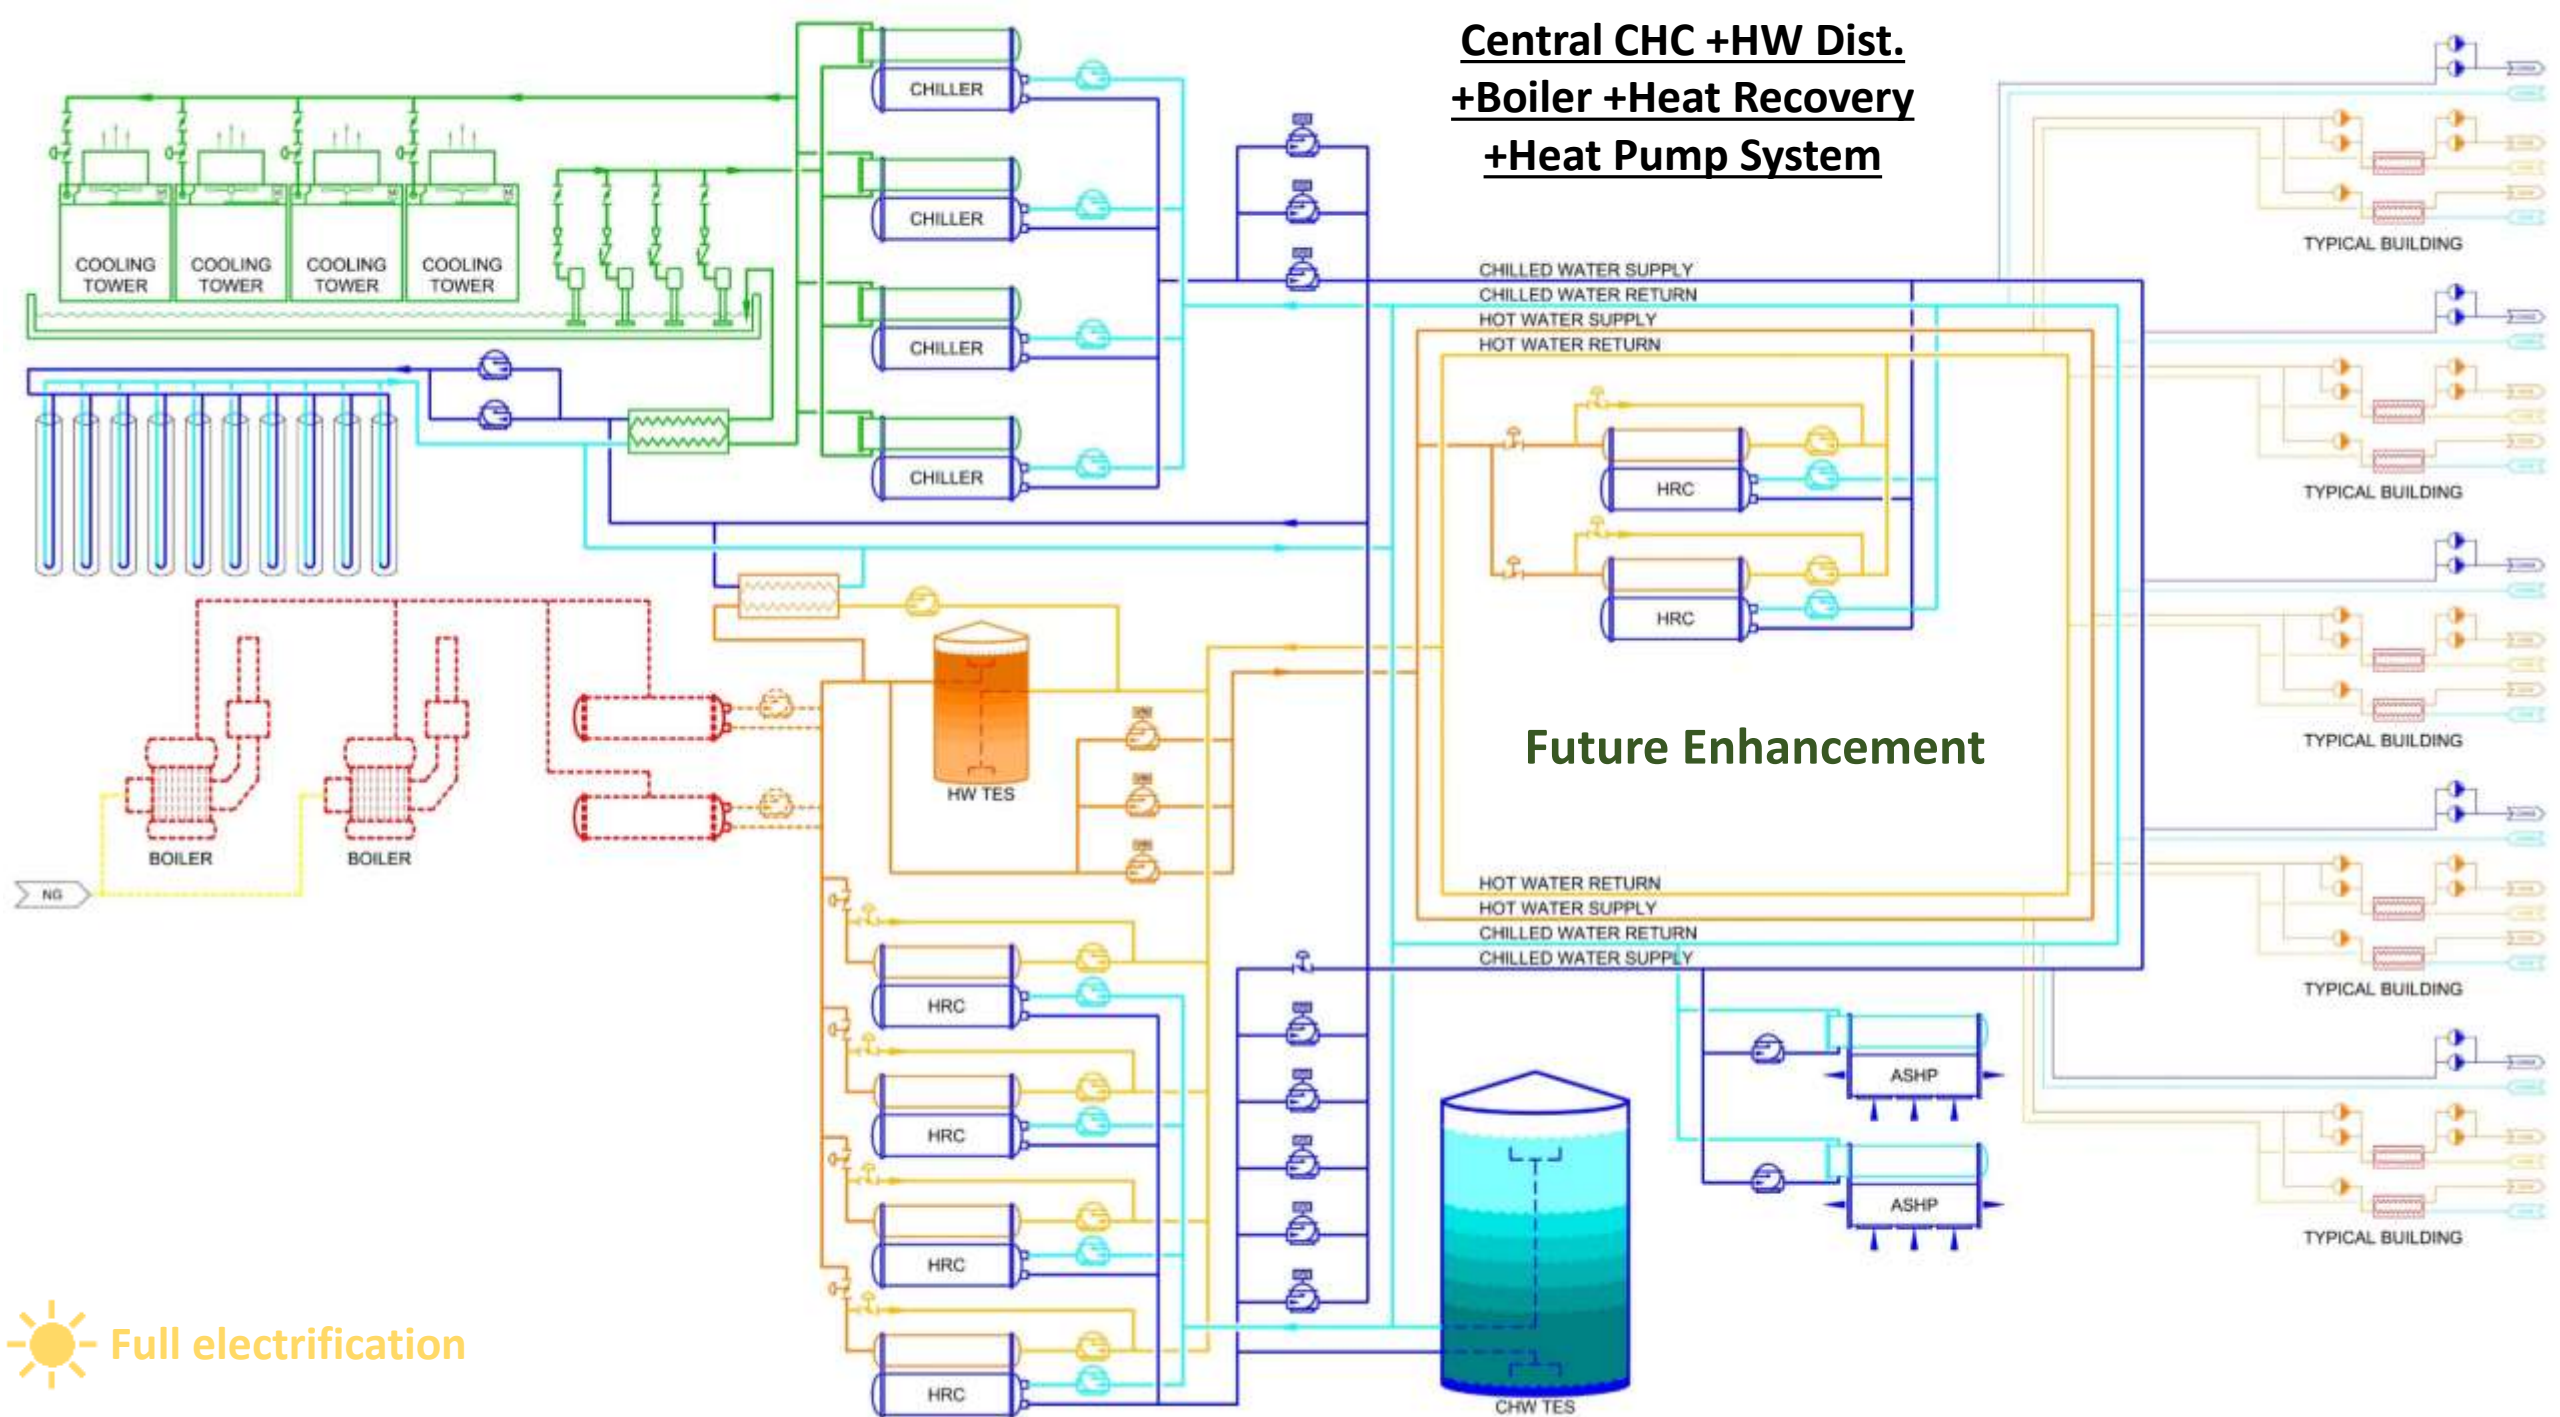 Central CHC +HW Dist.
+Boiler +Heat Recovery
+Heat Pump System
CHILLER
CHILLER
CHILLER
CHILLER
COOLING
TOWER
COOLING
TOWER
COOLING
TOWER
COOLING
TOWER
TYPICAL BUILDING
CHILLED WATER SUPPLY
CHILLED WATER RETURN
HOT WATER SUPPLY
HOT WATER RETURN
HRC
HRC
TYPICAL BUILDING
Future Enhancement
TYPICAL BUILDING
HW TES
BOILER
BOILER
NG
HOT WATER RETURN
HOT WATER SUPPLY
CHILLED WATER RETURN
CHILLED WATER SUPPLY
TYPICAL BUILDING
HRC
HRC
HRC
HRC
ASHP
ASHP
TYPICAL BUILDING
CHW TES
Full electrification